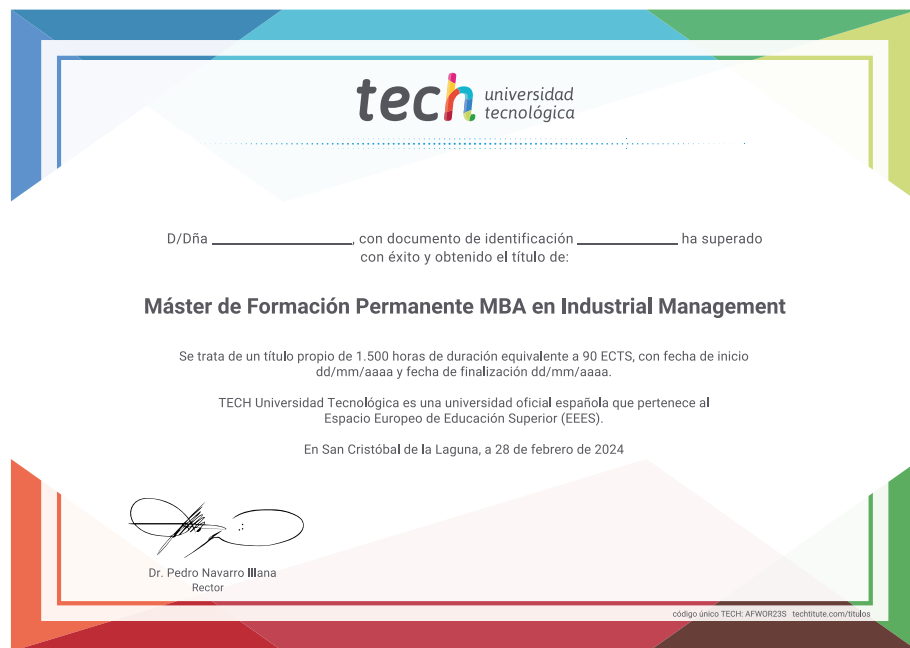 tech universidad
tecnológica
D/Dña ______________, con documento de identificación __________ ha superado
con éxito y obtenido el título de:
Máster de Formación Permanente MBA en Industrial Management
Se trata de un título propio de 1.500 horas de duración equivalente a 90 ECTS, con fecha de inicio
dd/mm/aaaa y fecha de finalización dd/mm/aaaa.
TECH Universidad Tecnológica es una universidad oficial española que pertenece al
Espacio Europeo de Educación Superior (EEES).
En San Cristóbal de la Laguna, a 28 de febrero de 2024
Dr. Pedro Navarro Illana
Rector
código único TECH: AFWOR23S techtitute.com/titulos